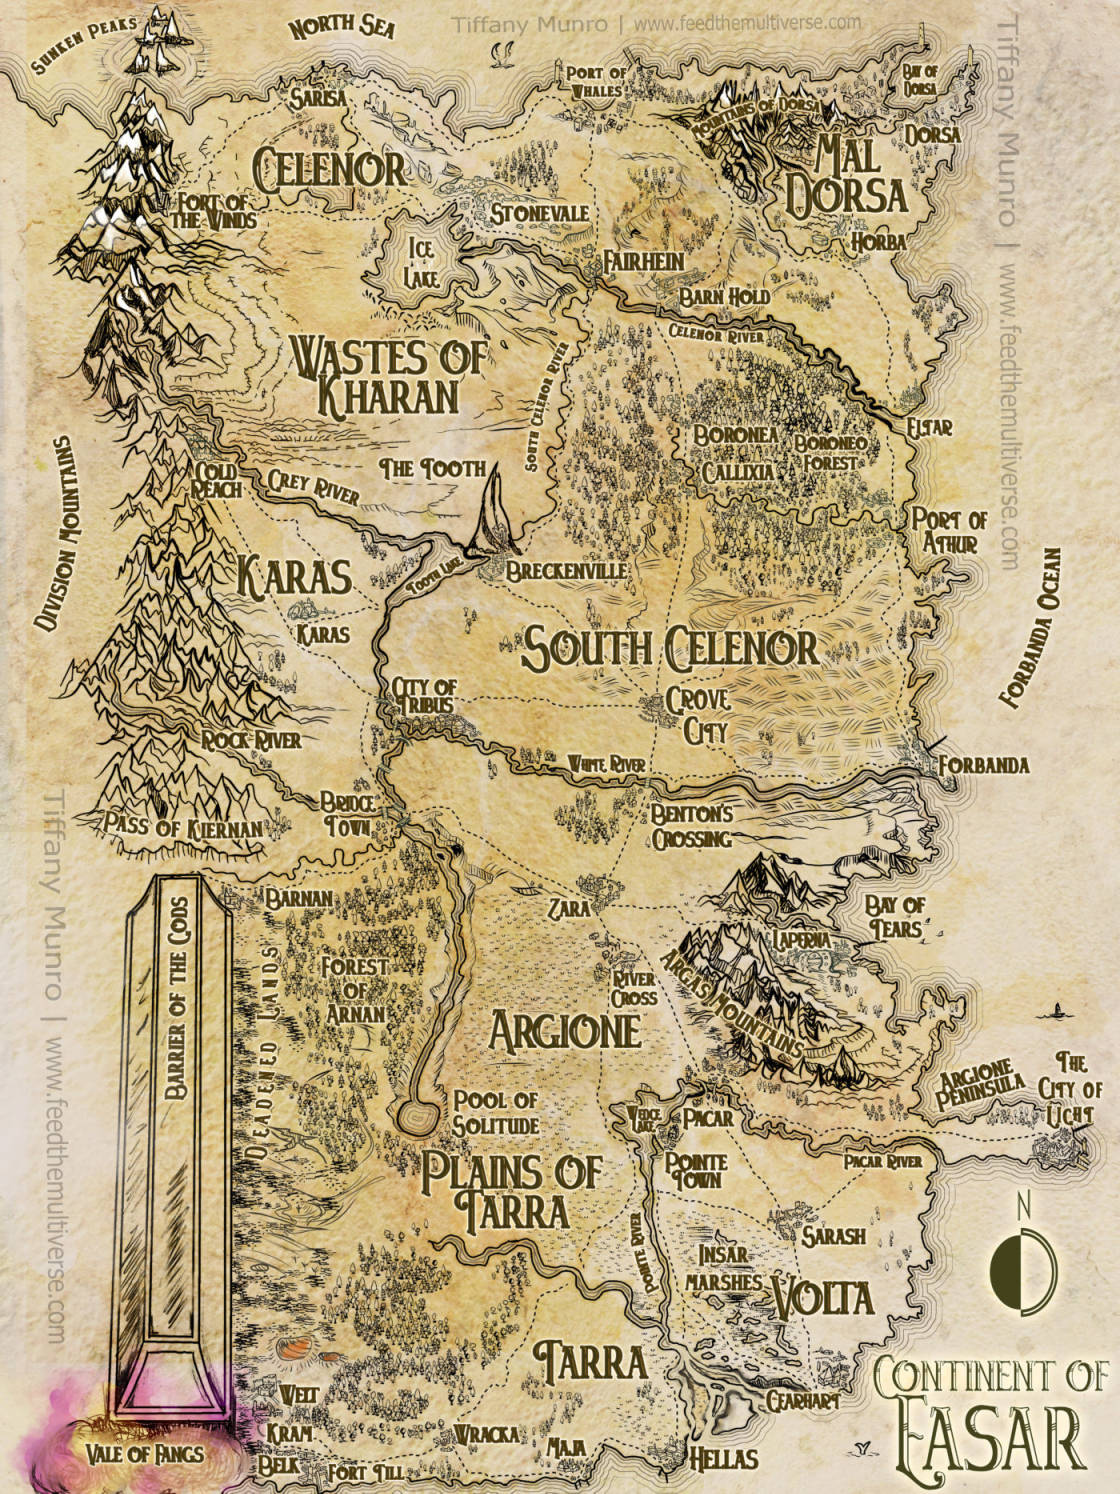 Tiffany Munro | www.feedthemultiverse.com
SUNKEN PEAKS
NORTH SEA
PORT OF
WHALES
BAY OF
DORSA
SARISA
MOUNTAINS OF DORSA
DORSA
CELENOR
MAL
DORSA
FORT OF
THE WINDS
STONEVALE
HORBA
ICE
LAKE
FAIRHEIN
BARN HOLD
CELENOR RIVER
WASTES OF
KHARAN
SOUTH CELENOR RIVER
ELTAR
BORONEA
CALLIXIA
BORONEO
FOREST
THE TOOTH
COLD
REACH
GREY RIVER
DIVISION MOUNTAINS
PORT OF
ATHUR
KARAS
TOOTH LAKE
BRECKENVILLE
FORBANDA OCEAN
KARAS
SOUTH CELENOR
CITY OF
TRIBUS
GROVE
CITY
ROCK RIVER
WHITE RIVER
FORBANDA
BRIDGE
TOWN
PASS OF KIERNAN
BENTON'S
CROSSING
BARNAN
ZARA
BAY OF
TEARS
BARRIER OF THE GODS
LAPERNA
FOREST
OF
ARNAN
DEADENED LANDS
RIVER
CROSS
ARGAS MOUNTAINS
ARGIONE
ARGIONE
PENINSULA
THE
CITY OF
LIGHT
POOL OF
SOLITUDE
WEDGE
LAKE
PACAR
PLAINS OF
TARRA
POINTE
TOWN
PACAR RIVER
N
SARASH
POINTE RIVER
INSAR
MARSHES
VOLTA
TARRA
CONTINENT OF
EASAR
WELT
GEARHART
KRAM
WRACKA
MAJA
VALE OF FANGS
BELK
FORT TILL
HELLAS
Tiffany Munro | www.feedthemultiverse.com
Tiffany Munro | www.feedthemultiverse.com